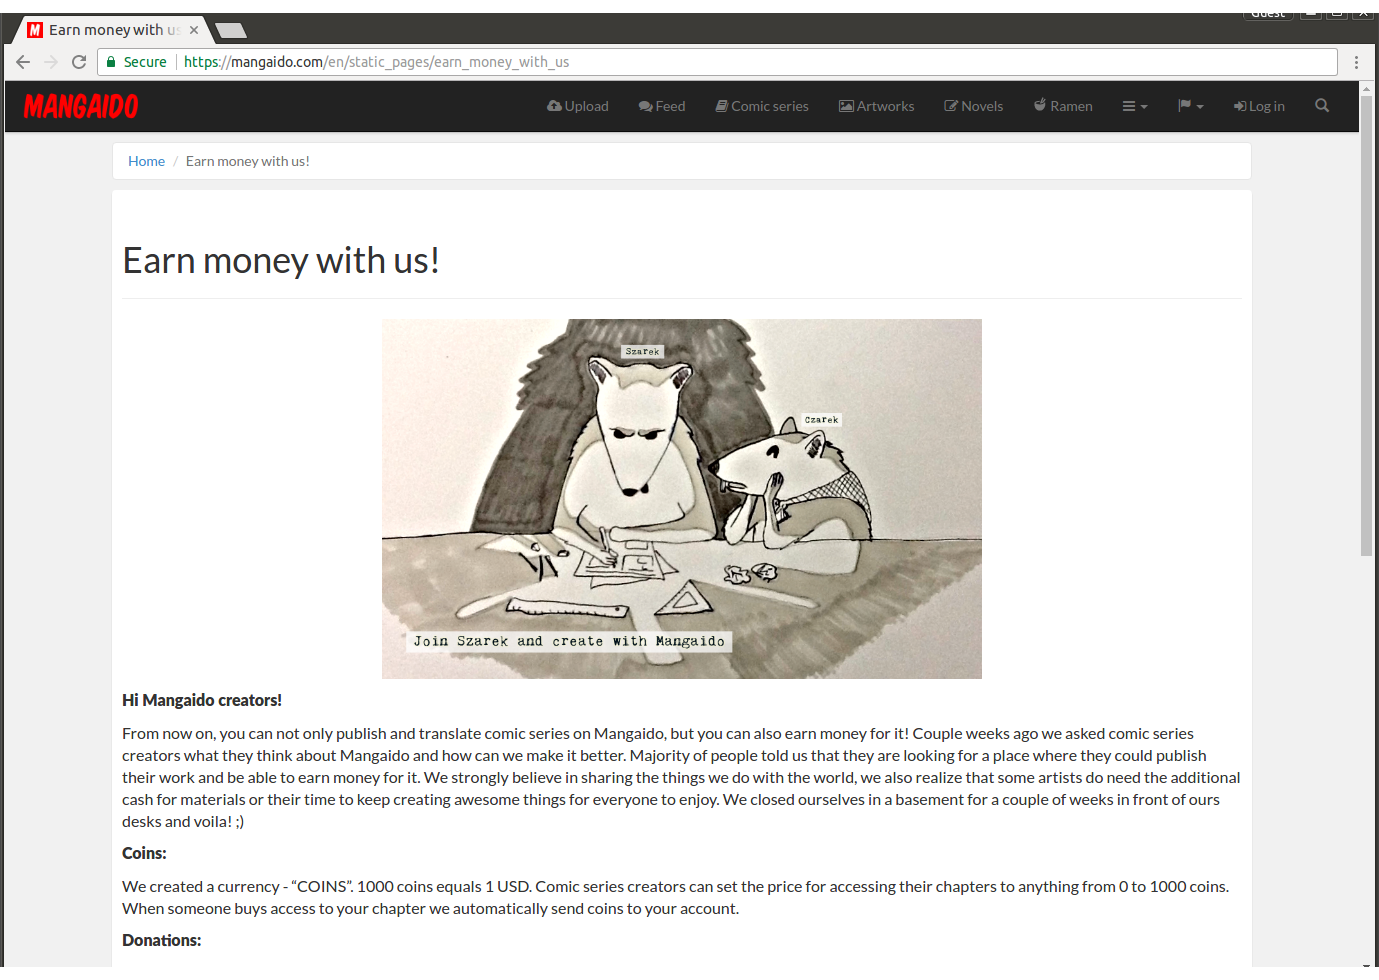 Guest
Earn money with us
Secure https://mangaido.com/en/static_pages/earn_money_with_us
MANGAIDO
Upload Feed Comic series Artworks Novels Ramen Log in
Home / Earn money with us!
Earn money with us!
Szarek
Czarek
Join Szarek and create with Mangaido
Hi Mangaido creators!
From now on, you can not only publish and translate comic series on Mangaido, but you can also earn money for it! Couple weeks ago we asked comic series
creators what they think about Mangaido and how can we make it better. Majority of people told us that they are looking for a place where they could publish
their work and be able to earn money for it. We strongly believe in sharing the things we do with the world, we also realize that some artists do need the additional
cash for materials or their time to keep creating awesome things for everyone to enjoy. We closed ourselves in a basement for a couple of weeks in front of ours
desks and voila! ;)
Coins:
We created a currency - “COINS”. 1000 coins equals 1 USD. Comic series creators can set the price for accessing their chapters to anything from 0 to 1000 coins.
When someone buys access to your chapter we automatically send coins to your account.
Donations: